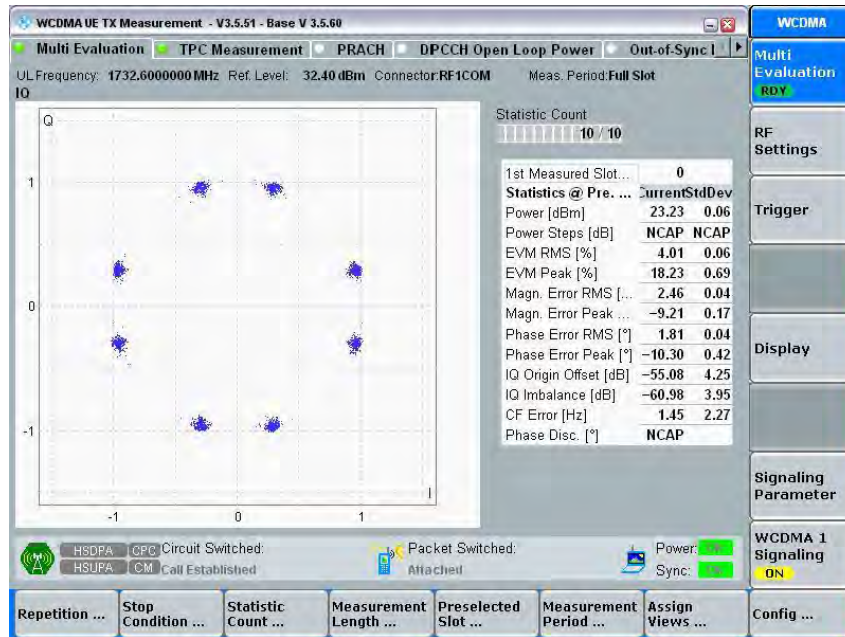 WCDMA UE TX Measurement - V3.5.51 - Base V 3.5.60
WCDMA
Multi Evaluation
TPC Measurement
PRACH
DPCCH Open Loop Power
Out-of-Sync
UL Frequency: 1732.6000000 MHz Ref. Level: 32.40 dBm Connector:RF1COM Meas. Period:Full Slot
IQ
Q
1
0
-1
-1 0 1
I
Statistic Count
10 / 10
1st Measured Slot... 0
Statistics @ Pre. ... Current StdDev
Power [dBm] 23.23 0.06
Power Steps [dB] NCAP NCAP
EVM RMS [%] 4.01 0.06
EVM Peak [%] 18.23 0.69
Magn. Error RMS [... 2.46 0.04
Magn. Error Peak ... −9.21 0.17
Phase Error RMS [°] 1.81 0.04
Phase Error Peak [°] −10.30 0.42
IQ Origin Offset [dB] −55.08 4.25
IQ Imbalance [dB] −60.98 3.95
CF Error [Hz] 1.45 2.27
Phase Disc. [°] NCAP
Multi
Evaluation
RDY
RF
Settings
Trigger
Display
Signaling
Parameter
WCDMA 1
Signaling
ON
HSDPA CPC Circuit Switched:
HSUPA CM Call Established
Packet Switched:
Attached
Power:
Sync:
Repetition ...
Stop
Condition ...
Statistic
Count ...
Measurement
Length ...
Preselected
Slot ...
Measurement
Period ...
Assign
Views ...
Config ...